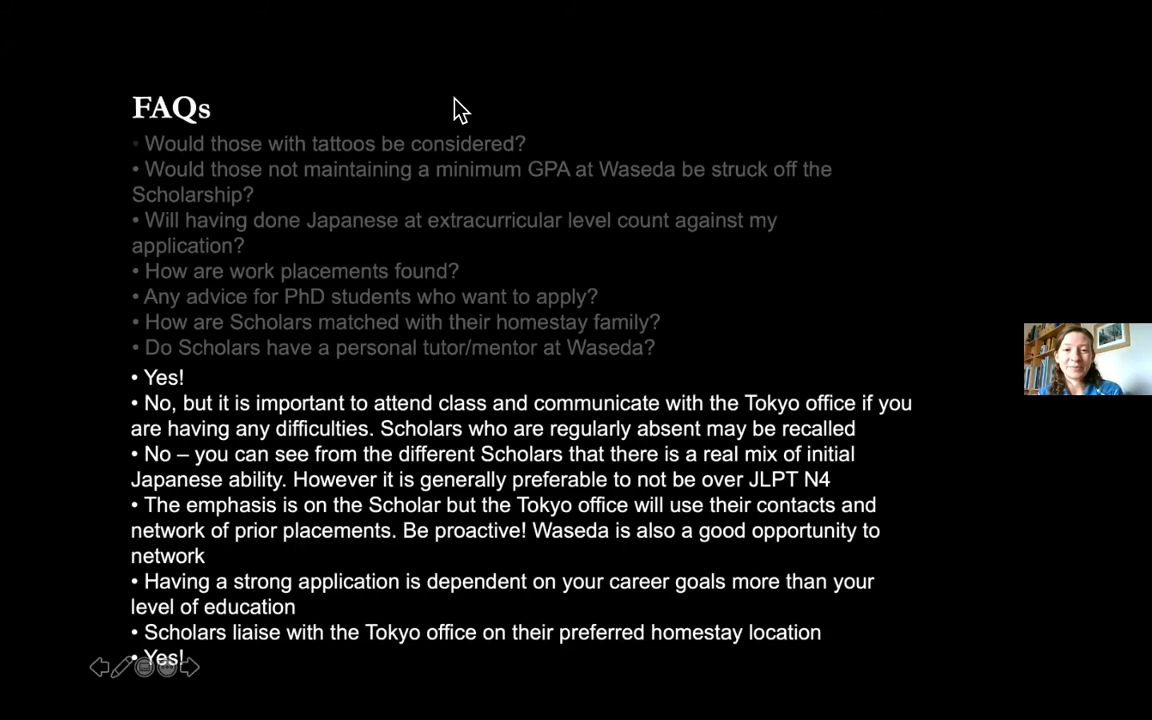 FAQs
• Would those with tattoos be considered?
• Would those not maintaining a minimum GPA at Waseda be struck off the
Scholarship?
• Will having done Japanese at extracurricular level count against my
application?
• How are work placements found?
• Any advice for PhD students who want to apply?
• How are Scholars matched with their homestay family?
• Do Scholars have a personal tutor/mentor at Waseda?
• Yes!
• No, but it is important to attend class and communicate with the Tokyo office if you
are having any difficulties. Scholars who are regularly absent may be recalled
• No – you can see from the different Scholars that there is a real mix of initial
Japanese ability. However it is generally preferable to not be over JLPT N4
• The emphasis is on the Scholar but the Tokyo office will use their contacts and
network of prior placements. Be proactive! Waseda is also a good opportunity to
network
• Having a strong application is dependent on your career goals more than your
level of education
• Scholars liaise with the Tokyo office on their preferred homestay location
• Yes!